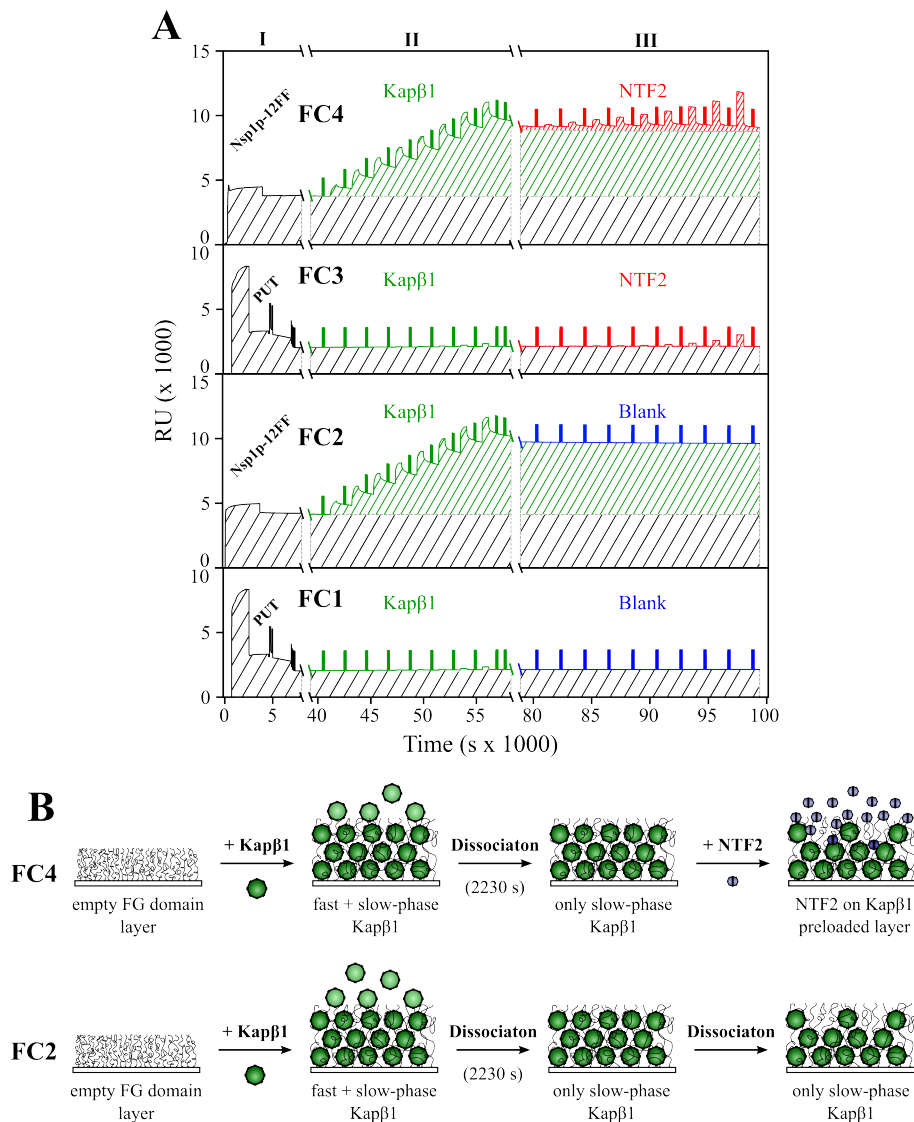 A
I II III
15
10
5
0
Nsp1p-12FF
FC4
Kapβ1
NTF2
10
5
0
PUT
FC3
Kapβ1
NTF2
15
10
5
0
Nsp1p-12FF
FC2
Kapβ1
Blank
10
5
0
PUT
FC1
Kapβ1
Blank
RU (x 1000)
0 5 40 45 50 55 80 85 90 95 100
Time (s x 1000)
B
FC4
+ Kapβ1
Dissociaton
(2230 s)
+ NTF2
empty FG domain
layer
fast + slow-phase
Kapβ1
only slow-phase
Kapβ1
NTF2 on Kapβ1
preloaded layer
FC2
+ Kapβ1
Dissociaton
(2230 s)
Dissociaton
empty FG domain
layer
fast + slow-phase
Kapβ1
only slow-phase
Kapβ1
only slow-phase
Kapβ1